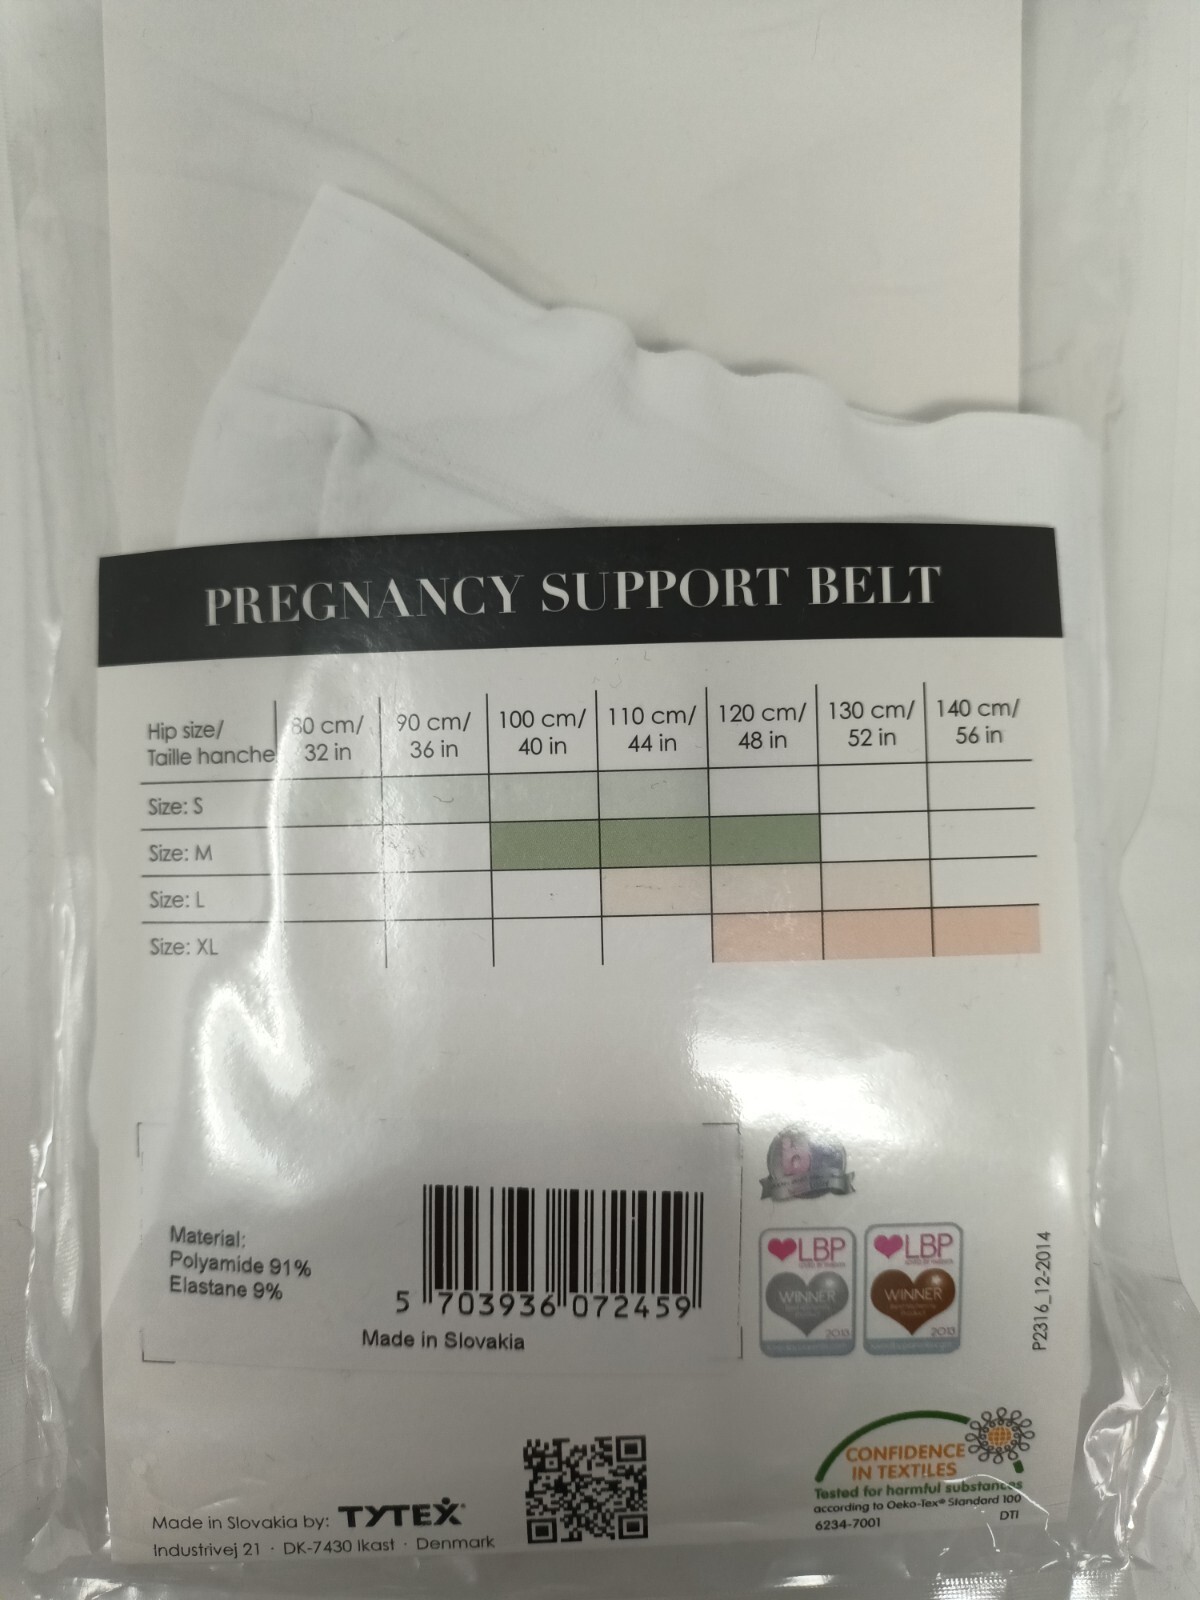 PREGNANCY SUPPORT BELT
Hip size/
Taille hanche
80 cm/
32 in
90 cm/
36 in
100 cm/
40 in
110 cm/
44 in
120 cm/
48 in
130 cm/
52 in
140 cm/
56 in
Size: S
Size: M
Size: L
Size: XL
Material:
Polyamide 91%
Elastane 9%
5 703936 072459
Made in Slovakia
LBP
WINNER
2013
LBP
WINNER
2013
P2316_12-2014
CONFIDENCE
IN TEXTILES
Tested for harmful substances
according to Oeko-Tex® Standard 100
6234-7001 DTI
Made in Slovakia by: TYTEX®
Industrivej 21 · DK-7430 Ikast · Denmark